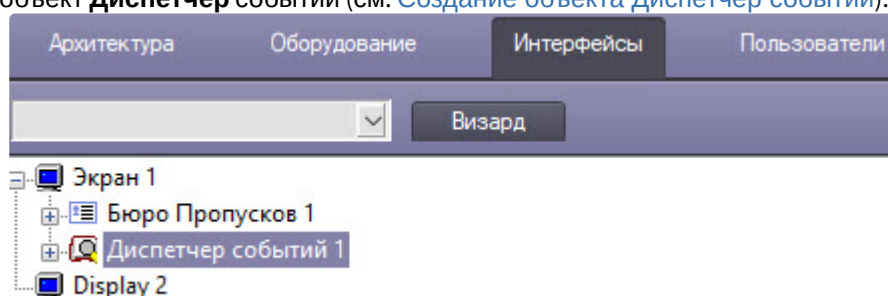 объект Диспетчер событий (см. Создание объекта Диспетчер событий).
Архитектура Оборудование Интерфейсы Пользователи
Визард
Экран 1
Бюро Пропусков 1
Диспетчер событий 1
Display 2